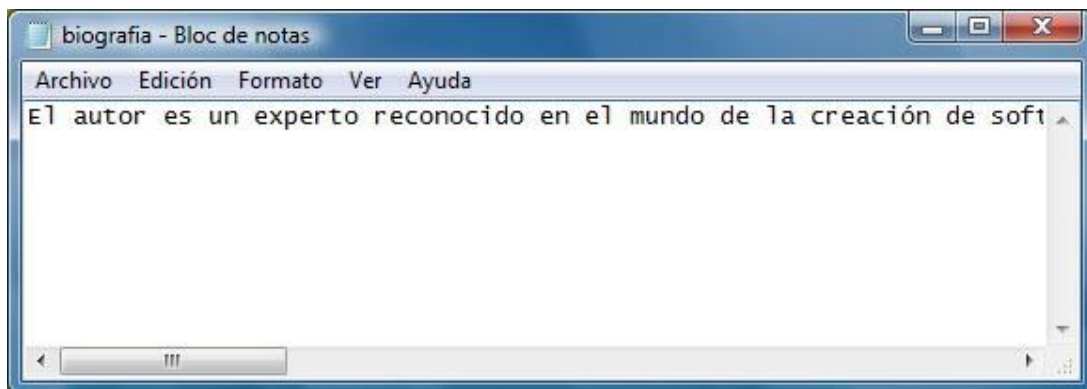 biografia - Bloc de notas
Archivo Edición Formato Ver Ayuda
El autor es un experto reconocido en el mundo de la creación de soft